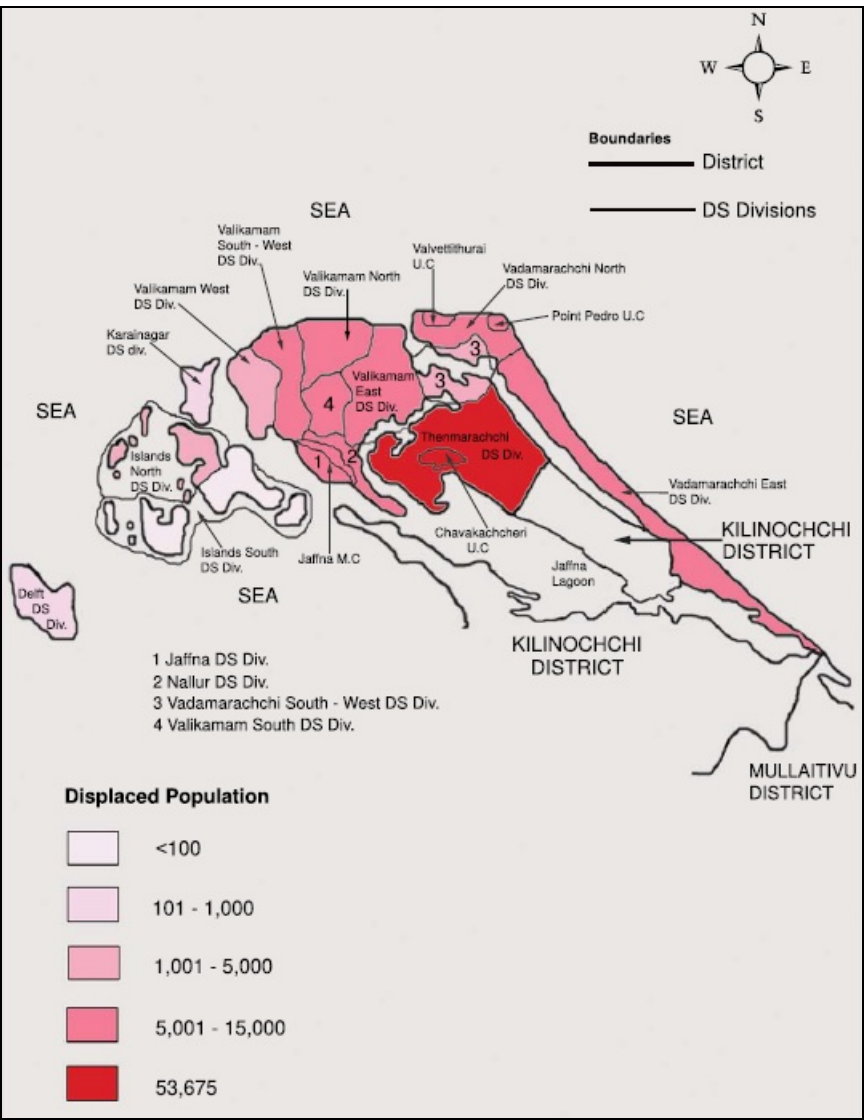 N
W E
S
Boundaries
District
DS Divisions
SEA
Valikamam
South - West
DS Div.
Valvettithurai
U.C
Vadamarachchi North
DS Div.
Valikamam North
DS Div.
Valikamam West
DS Div.
Point Pedro U.C
Karainagar
DS div.
3
3
Valikamam
East
DS Div.
4
SEA
SEA
Thenmarachchi
DS Div.
Islands
North
DS Div.
1
2
Vadamarachchi East
DS Div.
KILINOCHCHI
DISTRICT
Chavakachcheri
U.C
Islands South
DS Div.
Jaffna M.C
Jaffna
Lagoon
SEA
Delft
DS
Div.
KILINOCHCHI
DISTRICT
1 Jaffna DS Div.
2 Nallur DS Div.
3 Vadamarachchi South - West DS Div.
4 Valikamam South DS Div.
MULLAITIVU
DISTRICT
Displaced Population
<100
101 - 1,000
1,001 - 5,000
5,001 - 15,000
53,675